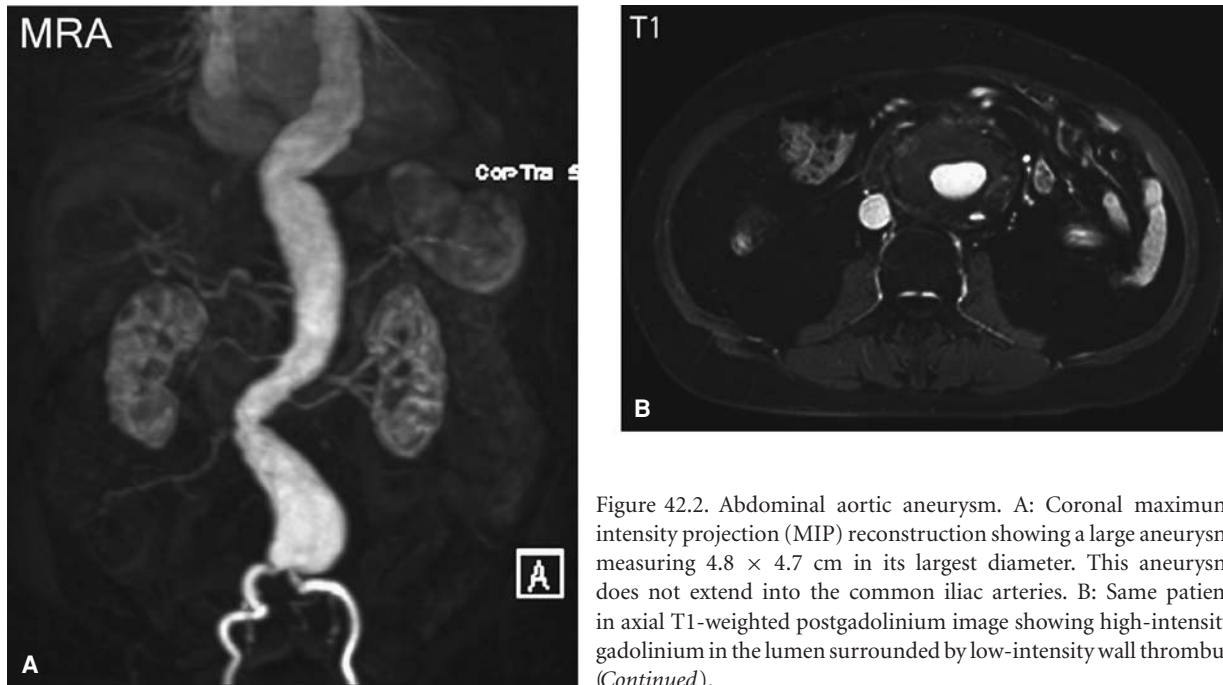 MRA
Cor>Tra S
A
A
T1
B
Figure 42.2. Abdominal aortic aneurysm. A: Coronal maximum
intensity projection (MIP) reconstruction showing a large aneurysm
measuring 4.8 × 4.7 cm in its largest diameter. This aneurysm
does not extend into the common iliac arteries. B: Same patien
in axial T1-weighted postgadolinium image showing high-intensit
gadolinium in the lumen surrounded by low-intensity wall thrombu
(Continued).